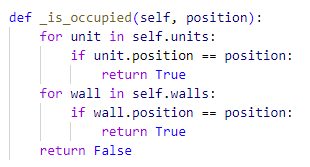 def _is_occupied(self, position):
    for unit in self.units:
        if unit.position == position:
            return True
    for wall in self.walls:
        if wall.position == position:
            return True
    return False